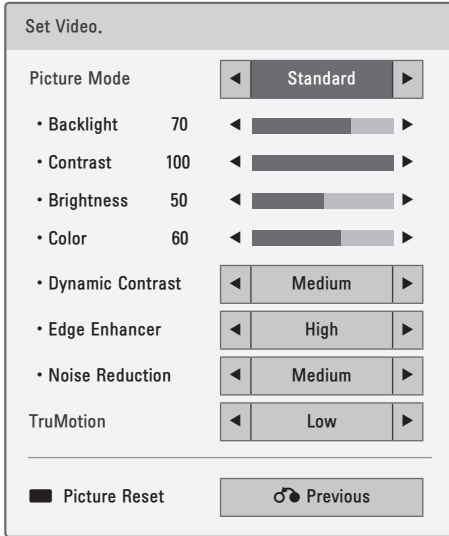 Set Video.
Picture Mode ◀ Standard ▶
• Backlight 70 ◀ ▶
• Contrast 100 ◀ ▶
• Brightness 50 ◀ ▶
• Color 60 ◀ ▶
• Dynamic Contrast ◀ Medium ▶
• Edge Enhancer ◀ High ▶
• Noise Reduction ◀ Medium ▶
TruMotion ◀ Low ▶
Picture Reset Previous